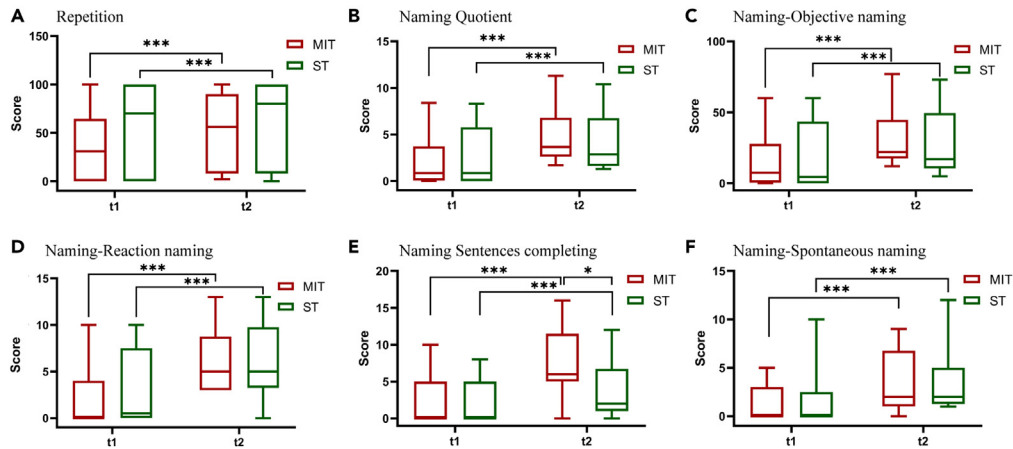 A Repetition
150
100
50
0
Score
*** 
***
MIT
ST
t1 t2
B Naming Quotient
15
10
5
0
Score
***
***
MIT
ST
t1 t2
C Naming-Objective naming
100
50
0
Score
***
***
MIT
ST
t1 t2
D Naming-Reaction naming
15
10
5
0
Score
***
***
MIT
ST
t1 t2
E Naming Sentences completing
20
15
10
5
0
Score
*** *
***
MIT
ST
t1 t2
F Naming-Spontaneous naming
15
10
5
0
Score
***
***
MIT
ST
t1 t2